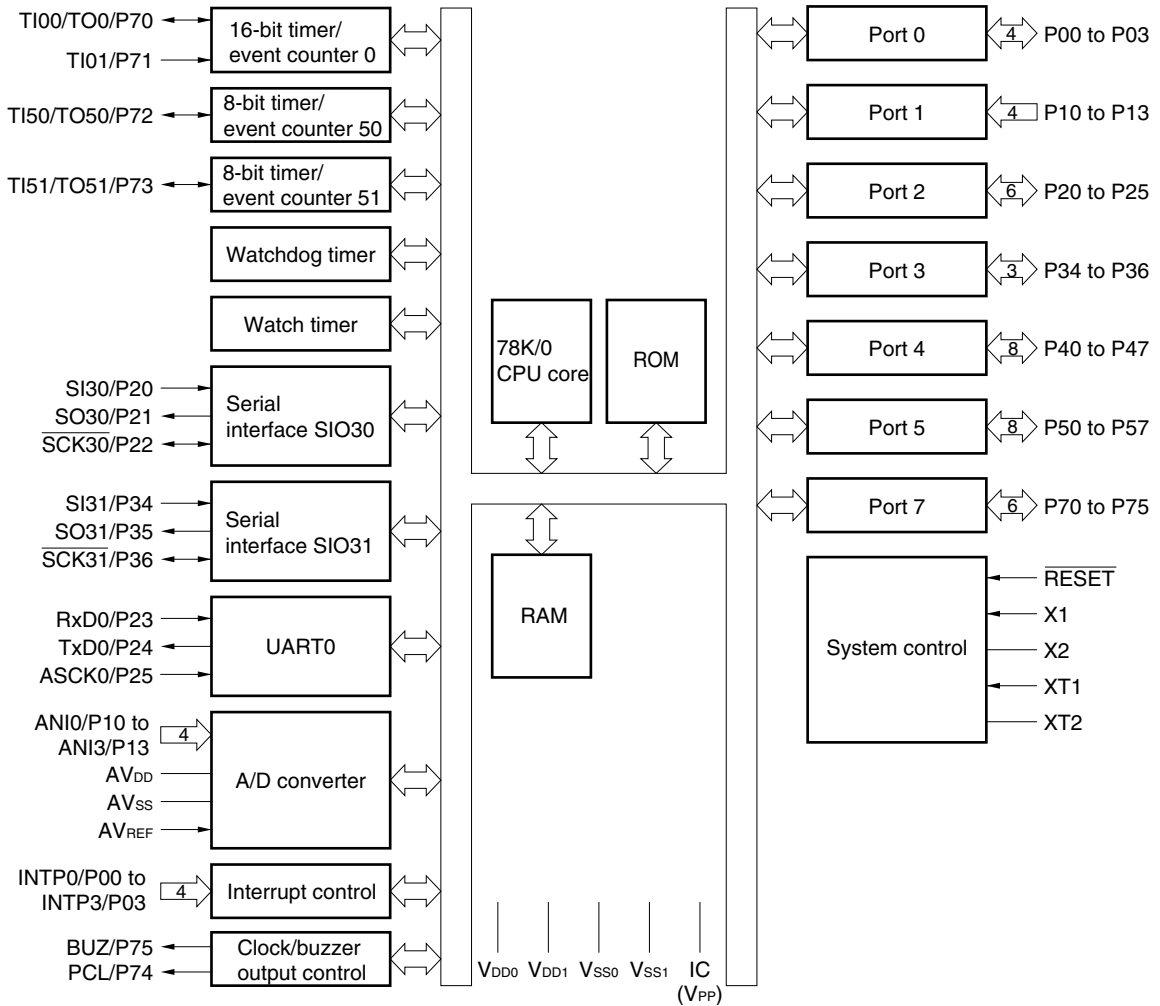 TI00/TO0/P70
TI01/P71
16-bit timer/
event counter 0
TI50/TO50/P72
8-bit timer/
event counter 50
TI51/TO51/P73
8-bit timer/
event counter 51
Watchdog timer
Watch timer
SI30/P20
SO30/P21
SCK30/P22
Serial
interface SIO30
SI31/P34
SO31/P35
SCK31/P36
Serial
interface SIO31
RxD0/P23
TxD0/P24
ASCK0/P25
UART0
ANI0/P10 to
ANI3/P13
4
AVDD
AVSS
AVREF
A/D converter
INTP0/P00 to
INTP3/P03
4
Interrupt control
BUZ/P75
PCL/P74
Clock/buzzer
output control
78K/0
CPU core
ROM
RAM
VDD0
VDD1
VSS0
VSS1
IC
(VPP)
Port 0
4
P00 to P03
Port 1
4
P10 to P13
Port 2
6
P20 to P25
Port 3
3
P34 to P36
Port 4
8
P40 to P47
Port 5
8
P50 to P57
Port 7
6
P70 to P75
System control
RESET
X1
X2
XT1
XT2